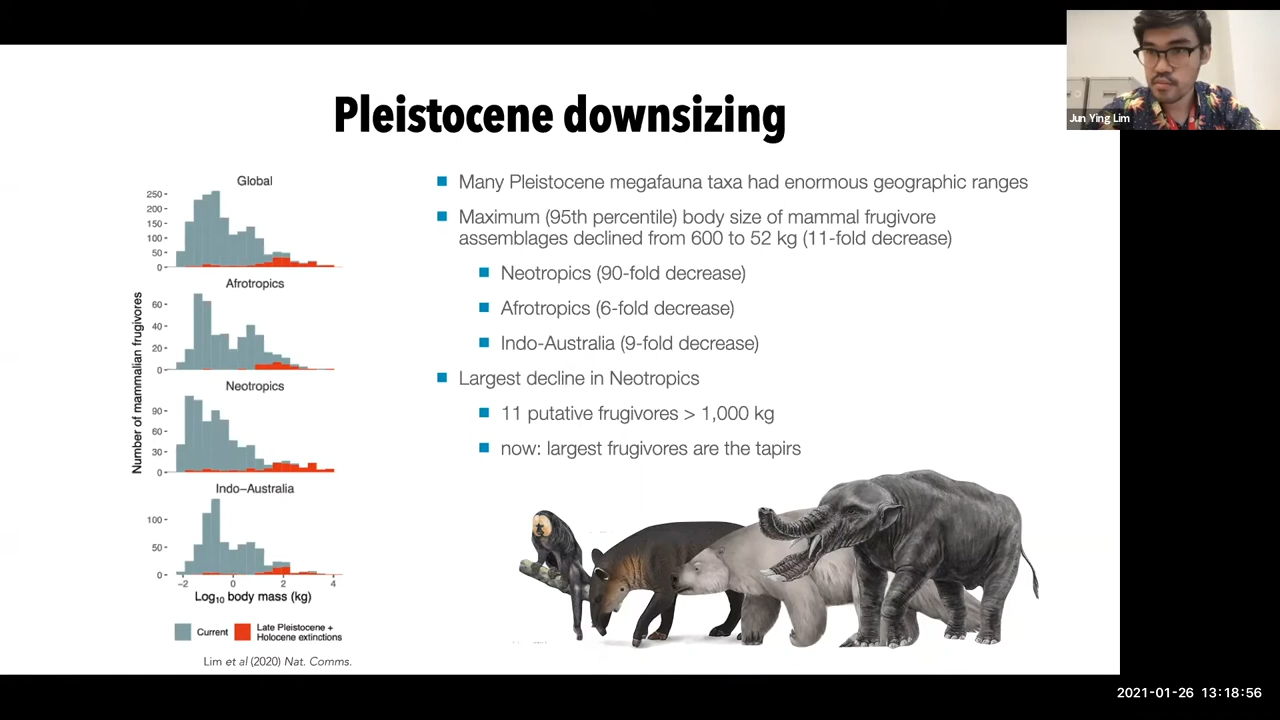 Pleistocene downsizing
Jun Ying Lim
Global
250
200
150
100
50
0
Afrotropics
60
40
20
0
Neotropics
90
60
30
0
Indo–Australia
100
50
0
−2
0
2
4
Number of mammalian frugivores
Log10 body mass (kg)
Current
Late Pleistocene +
Holocene extinctions
Lim et al (2020) Nat. Comms.
Many Pleistocene megafauna taxa had enormous geographic ranges
Maximum (95th percentile) body size of mammal frugivore
assemblages declined from 600 to 52 kg (11-fold decrease)
Neotropics (90-fold decrease)
Afrotropics (6-fold decrease)
Indo-Australia (9-fold decrease)
Largest decline in Neotropics
11 putative frugivores > 1,000 kg
now: largest frugivores are the tapirs
2021-01-26 13:18:56